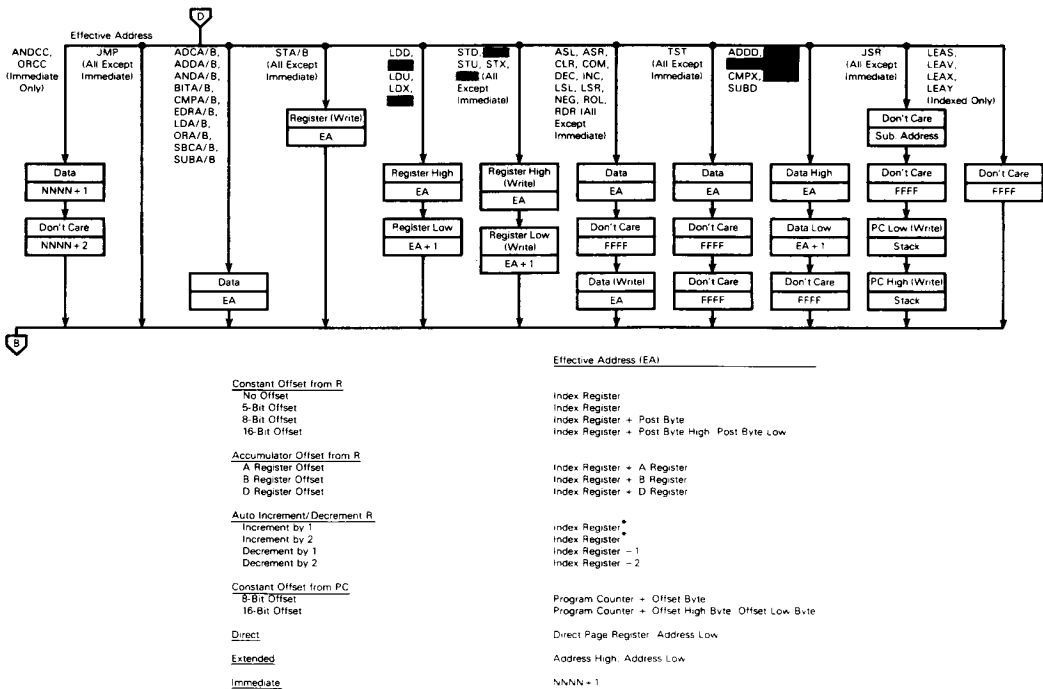 D
Effective Address
ANDCC,
ORCC
(Immediate
Only)
JMP
(All Except
Immediate)
ADCA/B,
ADDA/B,
ANDA/B,
BITA/B,
CMPA/B,
EDRA/B,
LDA/B,
ORA/B,
SBCA/B,
SUBA/B
STA/B
(All Except
Immediate)
LDD,
LDU,
LDX,
STD,
STU, STX,
(All
Except
Immediate)
ASL, ASR,
CLR, COM,
DEC, INC,
LSL, LSR,
NEG, ROL,
RDR (All
Except
Immediate)
TST
(All Except
Immediate)
ADDD,
CMPX,
SUBD
JSR
(All Except
Immediate)
LEAS,
LEAV,
LEAX,
LEAY
(Indexed Only)
Data
NNNN + 1
Don't Care
NNNN + 2
Data
EA
Register (Write)
EA
Register High
EA
Register Low
EA + 1
Register High
(Write)
EA
Register Low
(Write)
EA + 1
Data
EA
Don't Care
FFFF
Data (Write)
EA
Data
EA
Don't Care
FFFF
Don't Care
FFFF
Data High
EA
Data Low
EA + 1
Don't Care
FFFF
Don't Care
Sub. Address
Don't Care
FFFF
PC Low (Write)
Stack
PC High (Write)
Stack
Don't Care
FFFF
B
Effective Address (EA)
Constant Offset from R
No Offset Index Register
5-Bit Offset Index Register
8-Bit Offset Index Register + Post Byte
16-Bit Offset Index Register + Post Byte High Post Byte Low
Accumulator Offset from R
A Register Offset Index Register + A Register
B Register Offset Index Register + B Register
D Register Offset Index Register + D Register
Auto Increment/Decrement R
Increment by 1 Index Register*
Increment by 2 Index Register*
Decrement by 1 Index Register − 1
Decrement by 2 Index Register − 2
Constant Offset from PC
8-Bit Offset Program Counter + Offset Byte
16-Bit Offset Program Counter + Offset High Byte Offset Low Byte
Direct Direct Page Register Address Low
Extended Address High. Address Low
Immediate NNNN + 1